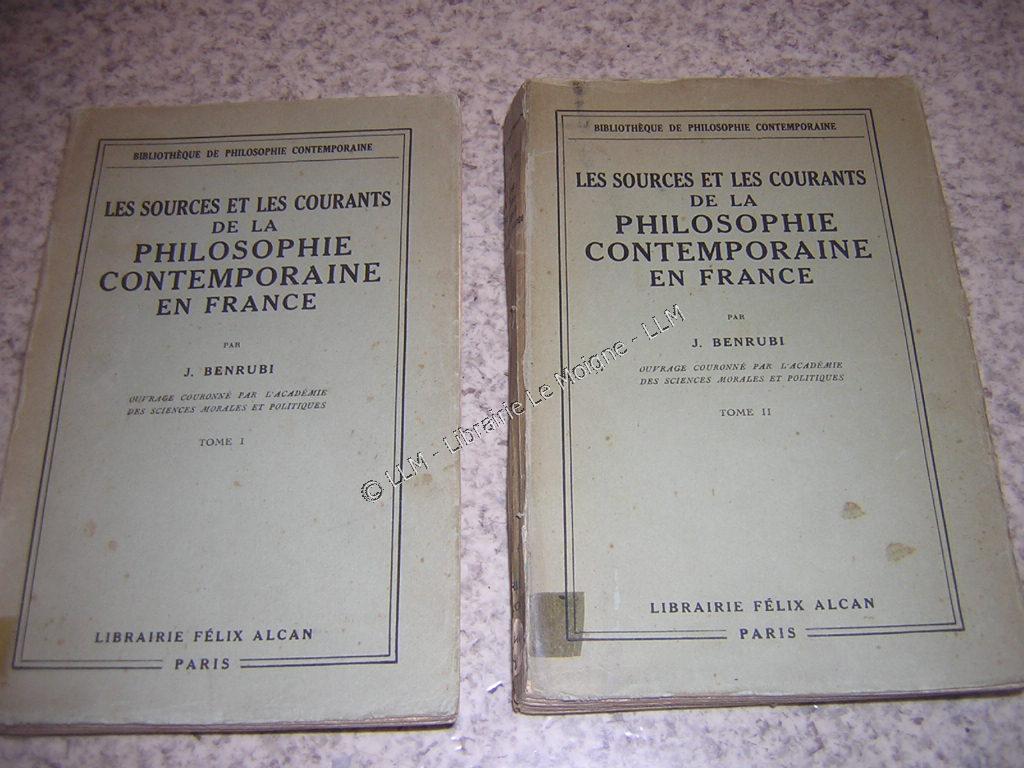 BIBLIOTHÈQUE DE PHILOSOPHIE CONTEMPORAINE
LES SOURCES ET LES COURANTS
DE LA
PHILOSOPHIE
CONTEMPORAINE
EN FRANCE
PAR
J. BENRUBI
OUVRAGE COURONNÉ PAR L'ACADÉMIE
DES SCIENCES MORALES ET POLITIQUES
TOME I
LIBRAIRIE FÉLIX ALCAN
PARIS
BIBLIOTHÈQUE DE PHILOSOPHIE CONTEMPORAINE
LES SOURCES ET LES COURANTS
DE LA
PHILOSOPHIE
CONTEMPORAINE
EN FRANCE
PAR
J. BENRUBI
OUVRAGE COURONNÉ PAR L'ACADÉMIE
DES SCIENCES MORALES ET POLITIQUES
TOME II
LIBRAIRIE FÉLIX ALCAN
PARIS
© LLM - Librairie Le Moigne - LLM